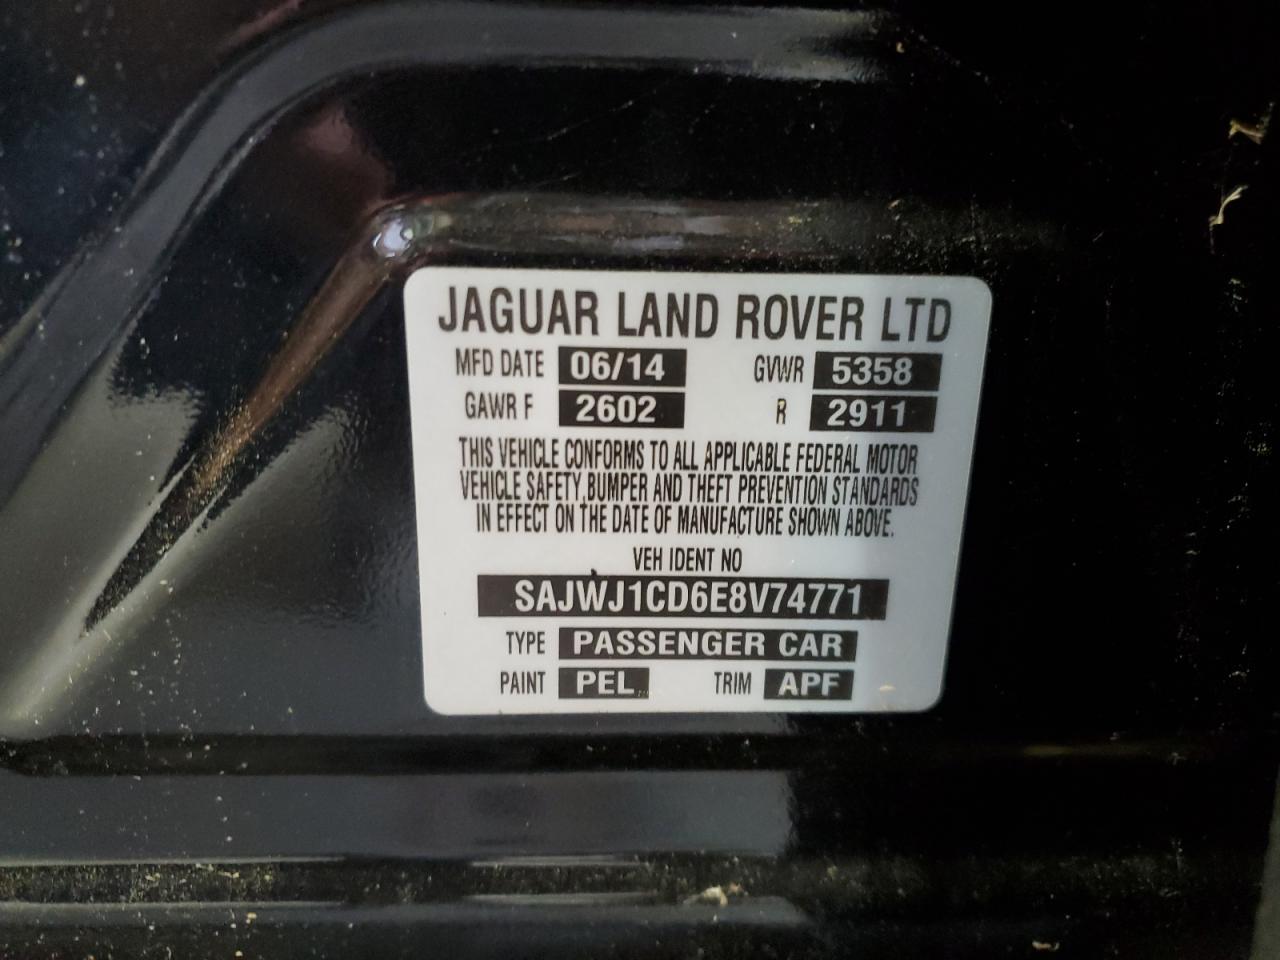 JAGUAR LAND ROVER LTD
MFD DATE 06/14 GVWR 5358
GAWR F 2602 R 2911
THIS VEHICLE CONFORMS TO ALL APPLICABLE FEDERAL MOTOR
VEHICLE SAFETY, BUMPER AND THEFT PREVENTION STANDARDS
IN EFFECT ON THE DATE OF MANUFACTURE SHOWN ABOVE.
VEH IDENT NO
SAJWJ1CD6E8V74771
TYPE PASSENGER CAR
PAINT PEL TRIM APF